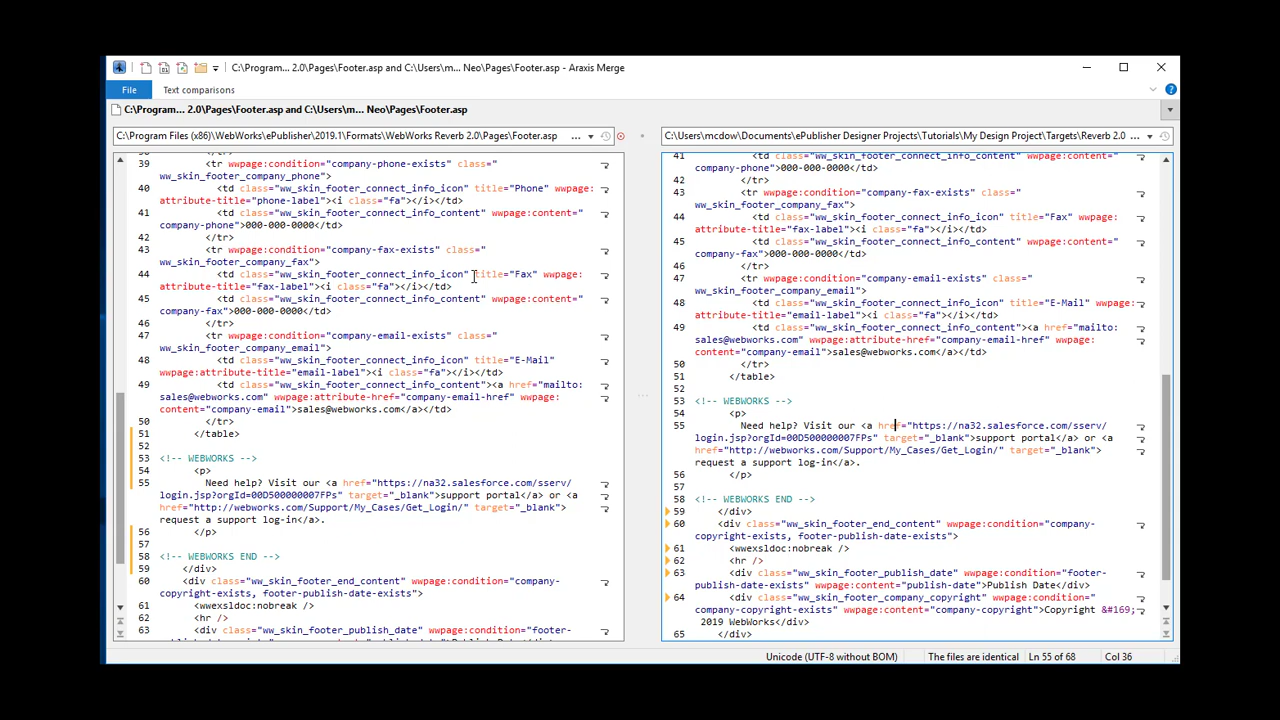 C:\Program... 2.0\Pages\Footer.asp and C:\Users\m... Neo\Pages\Footer.asp - Araxis Merge
File Text comparisons
C:\Program... 2.0\Pages\Footer.asp and C:\Users\m... Neo\Pages\Footer.asp
C:\Program Files (x86)\WebWorks\ePublisher\2019.1\Formats\WebWorks Reverb 2.0\Pages\Footer.asp ...
39 <tr wwpage:condition="company-phone-exists" class="
ww_skin_footer_company_phone">
40 <td class="ww_skin_footer_connect_info_icon" title="Phone" wwpage:
attribute-title="phone-label"><i class="fa"></i></td>
41 <td class="ww_skin_footer_connect_info_content" wwpage:content="
company-phone">000-000-0000</td>
42 </tr>
43 <tr wwpage:condition="company-fax-exists" class="
ww_skin_footer_company_fax">
44 <td class="ww_skin_footer_connect_info_icon" title="Fax" wwpage:
attribute-title="fax-label"><i class="fa"></i></td>
45 <td class="ww_skin_footer_connect_info_content" wwpage:content="
company-fax">000-000-0000</td>
46 </tr>
47 <tr wwpage:condition="company-email-exists" class="
ww_skin_footer_company_email">
48 <td class="ww_skin_footer_connect_info_icon" title="E-Mail"
wwpage:attribute-title="email-label"><i class="fa"></i></td>
49 <td class="ww_skin_footer_connect_info_content"><a href="mailto:
sales@webworks.com" wwpage:attribute-href="company-email-href" wwpage:
content="company-email">sales@webworks.com</a></td>
50 </tr>
51 </table>
52
53 <!-- WEBWORKS -->
54 <p>
55 Need help? Visit our <a href="https://na32.salesforce.com/sserv/
login.jsp?orgId=00D500000007FPs" target="_blank">support portal</a> or <a
href="http://webworks.com/Support/My_Cases/Get_Login/" target="_blank">
request a support log-in</a>.
56 </p>
57
58 <!-- WEBWORKS END -->
59 </div>
60 <div class="ww_skin_footer_end_content" wwpage:condition="company-
copyright-exists, footer-publish-date-exists">
61 <wwexsldoc:nobreak />
62 <hr />
63 <div class="ww_skin_footer_publish_date" wwpage:condition="footer-
C:\Users\mcdow\Documents\ePublisher Designer Projects\Tutorials\My Design Project\Targets\Reverb 2.0 ...
41 <td class="ww_skin_footer_connect_info_content" wwpage:content="
company-phone">000-000-0000</td>
42 </tr>
43 <tr wwpage:condition="company-fax-exists" class="
ww_skin_footer_company_fax">
44 <td class="ww_skin_footer_connect_info_icon" title="Fax" wwpage:
attribute-title="fax-label"><i class="fa"></i></td>
45 <td class="ww_skin_footer_connect_info_content" wwpage:content="
company-fax">000-000-0000</td>
46 </tr>
47 <tr wwpage:condition="company-email-exists" class="
ww_skin_footer_company_email">
48 <td class="ww_skin_footer_connect_info_icon" title="E-Mail" wwpage:
attribute-title="email-label"><i class="fa"></i></td>
49 <td class="ww_skin_footer_connect_info_content"><a href="mailto:
sales@webworks.com" wwpage:attribute-href="company-email-href" wwpage:
content="company-email">sales@webworks.com</a></td>
50 </tr>
51 </table>
52
53 <!-- WEBWORKS -->
54 <p>
55 Need help? Visit our <a href="https://na32.salesforce.com/sserv/
login.jsp?orgId=00D500000007FPs" target="_blank">support portal</a> or <a
href="http://webworks.com/Support/My_Cases/Get_Login/" target="_blank">
request a support log-in</a>.
56 </p>
57
58 <!-- WEBWORKS END -->
59 </div>
60 <div class="ww_skin_footer_end_content" wwpage:condition="company-
copyright-exists, footer-publish-date-exists">
61 <wwexsldoc:nobreak />
62 <hr />
63 <div class="ww_skin_footer_publish_date" wwpage:condition="footer-
publish-date-exists" wwpage:content="publish-date">Publish Date</div>
64 <div class="ww_skin_footer_company_copyright" wwpage:condition="
company-copyright-exists" wwpage:content="company-copyright">Copyright &#169;
2019 WebWorks</div>
65 </div>
Unicode (UTF-8 without BOM) The files are identical Ln 55 of 68 Col 36